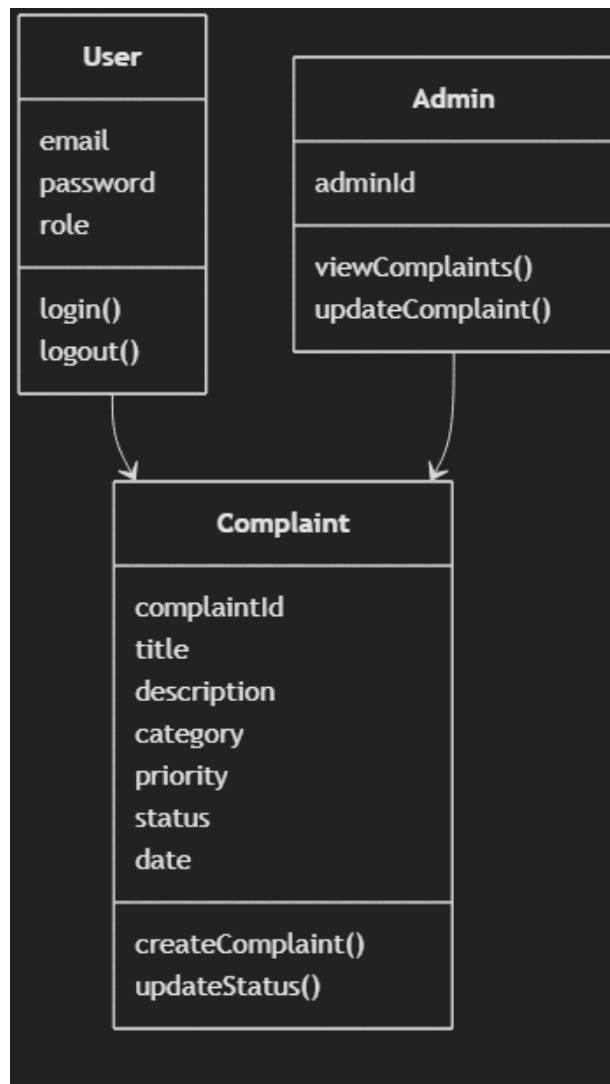 User
email
password
role
login()
logout()
Admin
adminId
viewComplaints()
updateComplaint()
Complaint
complaintId
title
description
category
priority
status
date
createComplaint()
updateStatus()